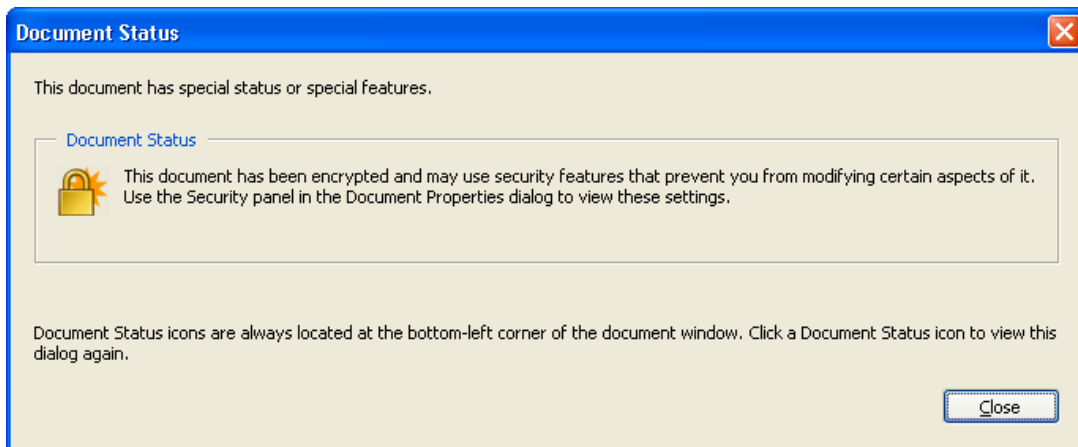 Document Status
This document has special status or special features.
Document Status
This document has been encrypted and may use security features that prevent you from modifying certain aspects of it.
Use the Security panel in the Document Properties dialog to view these settings.
Document Status icons are always located at the bottom-left corner of the document window. Click a Document Status icon to view this
dialog again.
Close